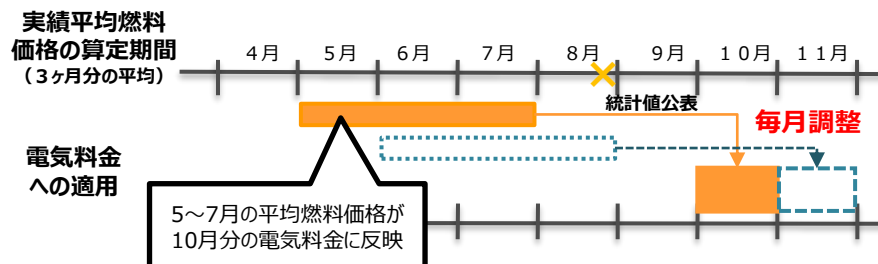 実績平均燃料
価格の算定期間
（３ヶ月分の平均）
4月 5月 6月 7月 8月 9月 １０月 １１月
統計値公表
毎月調整
電気料金
への適用
5～7月の平均燃料価格が
10月分の電気料金に反映